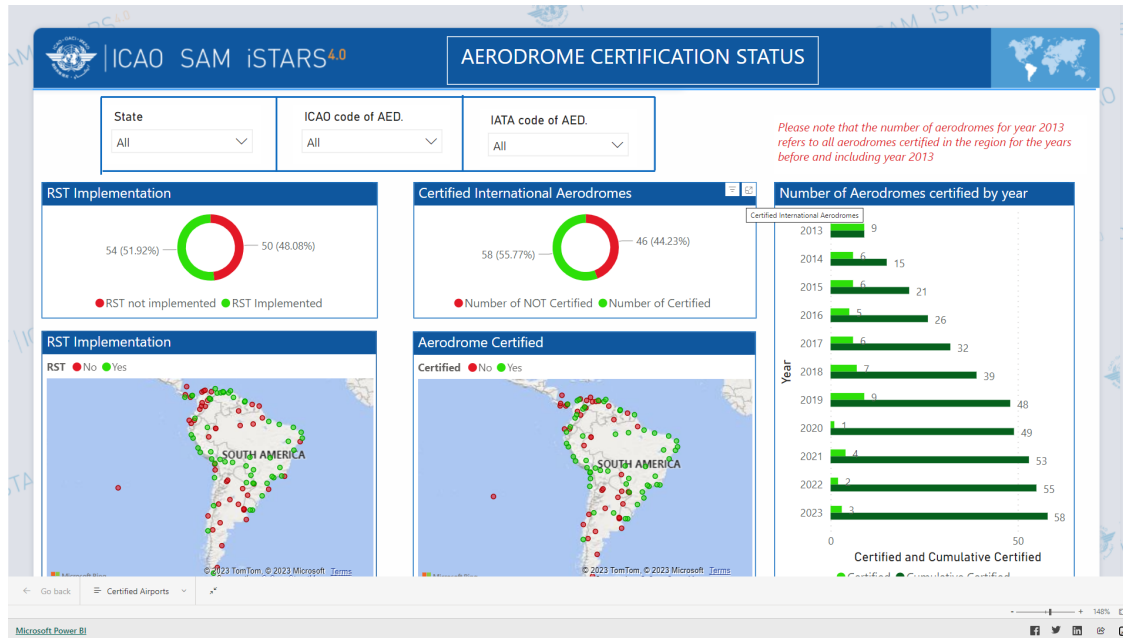 ICAO SAM iSTARS4.0
AERODROME CERTIFICATION STATUS
State
All
ICAO code of AED.
All
IATA code of AED.
All
Please note that the number of aerodromes for year 2013
refers to all aerodromes certified in the region for the years
before and including year 2013
RST Implementation
54 (51.92%)
50 (48.08%)
RST not implemented RST Implemented
Certified International Aerodromes
Certified International Aerodromes
58 (55.77%)
46 (44.23%)
Number of NOT Certified Number of Certified
Number of Aerodromes certified by year
Year
2013 9
2014 6 15
2015 6 21
2016 5 26
2017 6 32
2018 7 39
2019 9 48
2020 1 49
2021 4 53
2022 2 55
2023 3 58
0 50
Certified and Cumulative Certified
Certified Cumulative Certified
RST Implementation
RST No Yes
SOUTH AMERICA
© 2023 TomTom, © 2023 Microsoft Terms
Aerodrome Certified
Certified No Yes
SOUTH AMERICA
© 2023 TomTom, © 2023 Microsoft Terms
Go back
Certified Airports
148%
Microsoft Power BI